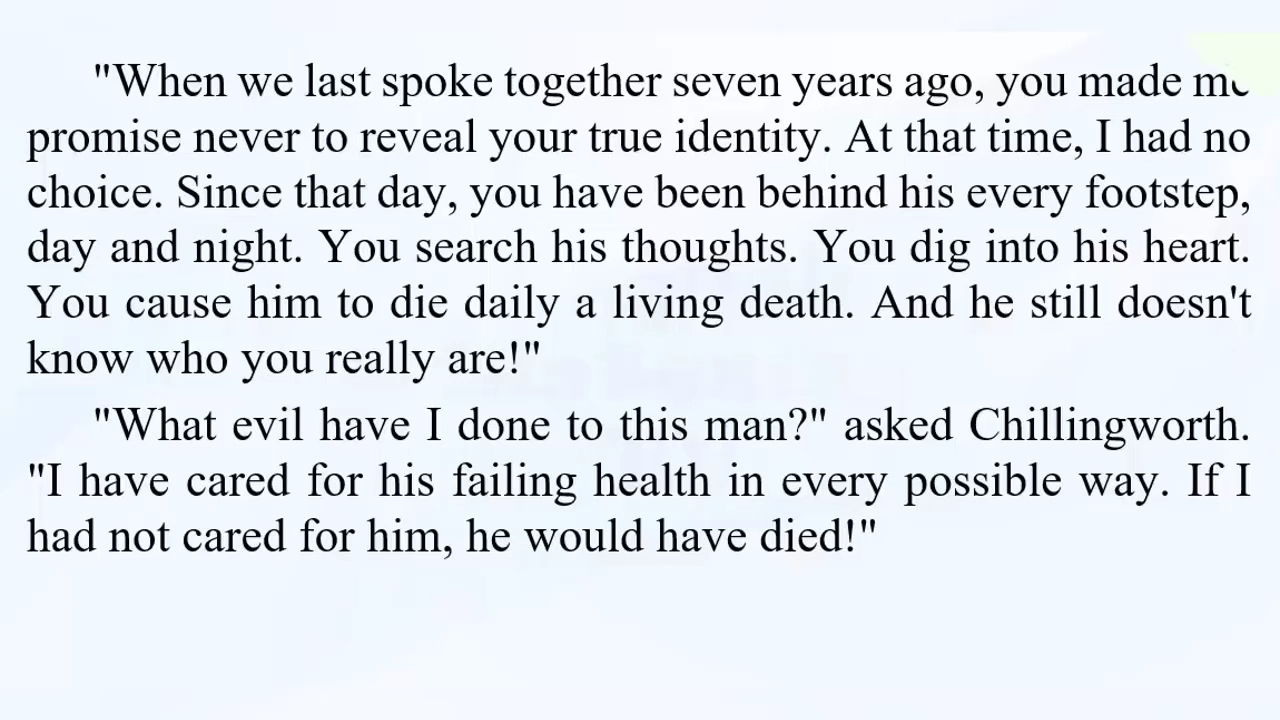 "When we last spoke together seven years ago, you made me
promise never to reveal your true identity. At that time, I had no
choice. Since that day, you have been behind his every footstep,
day and night. You search his thoughts. You dig into his heart.
You cause him to die daily a living death. And he still doesn't
know who you really are!"
"What evil have I done to this man?" asked Chillingworth.
"I have cared for his failing health in every possible way. If I
had not cared for him, he would have died!"